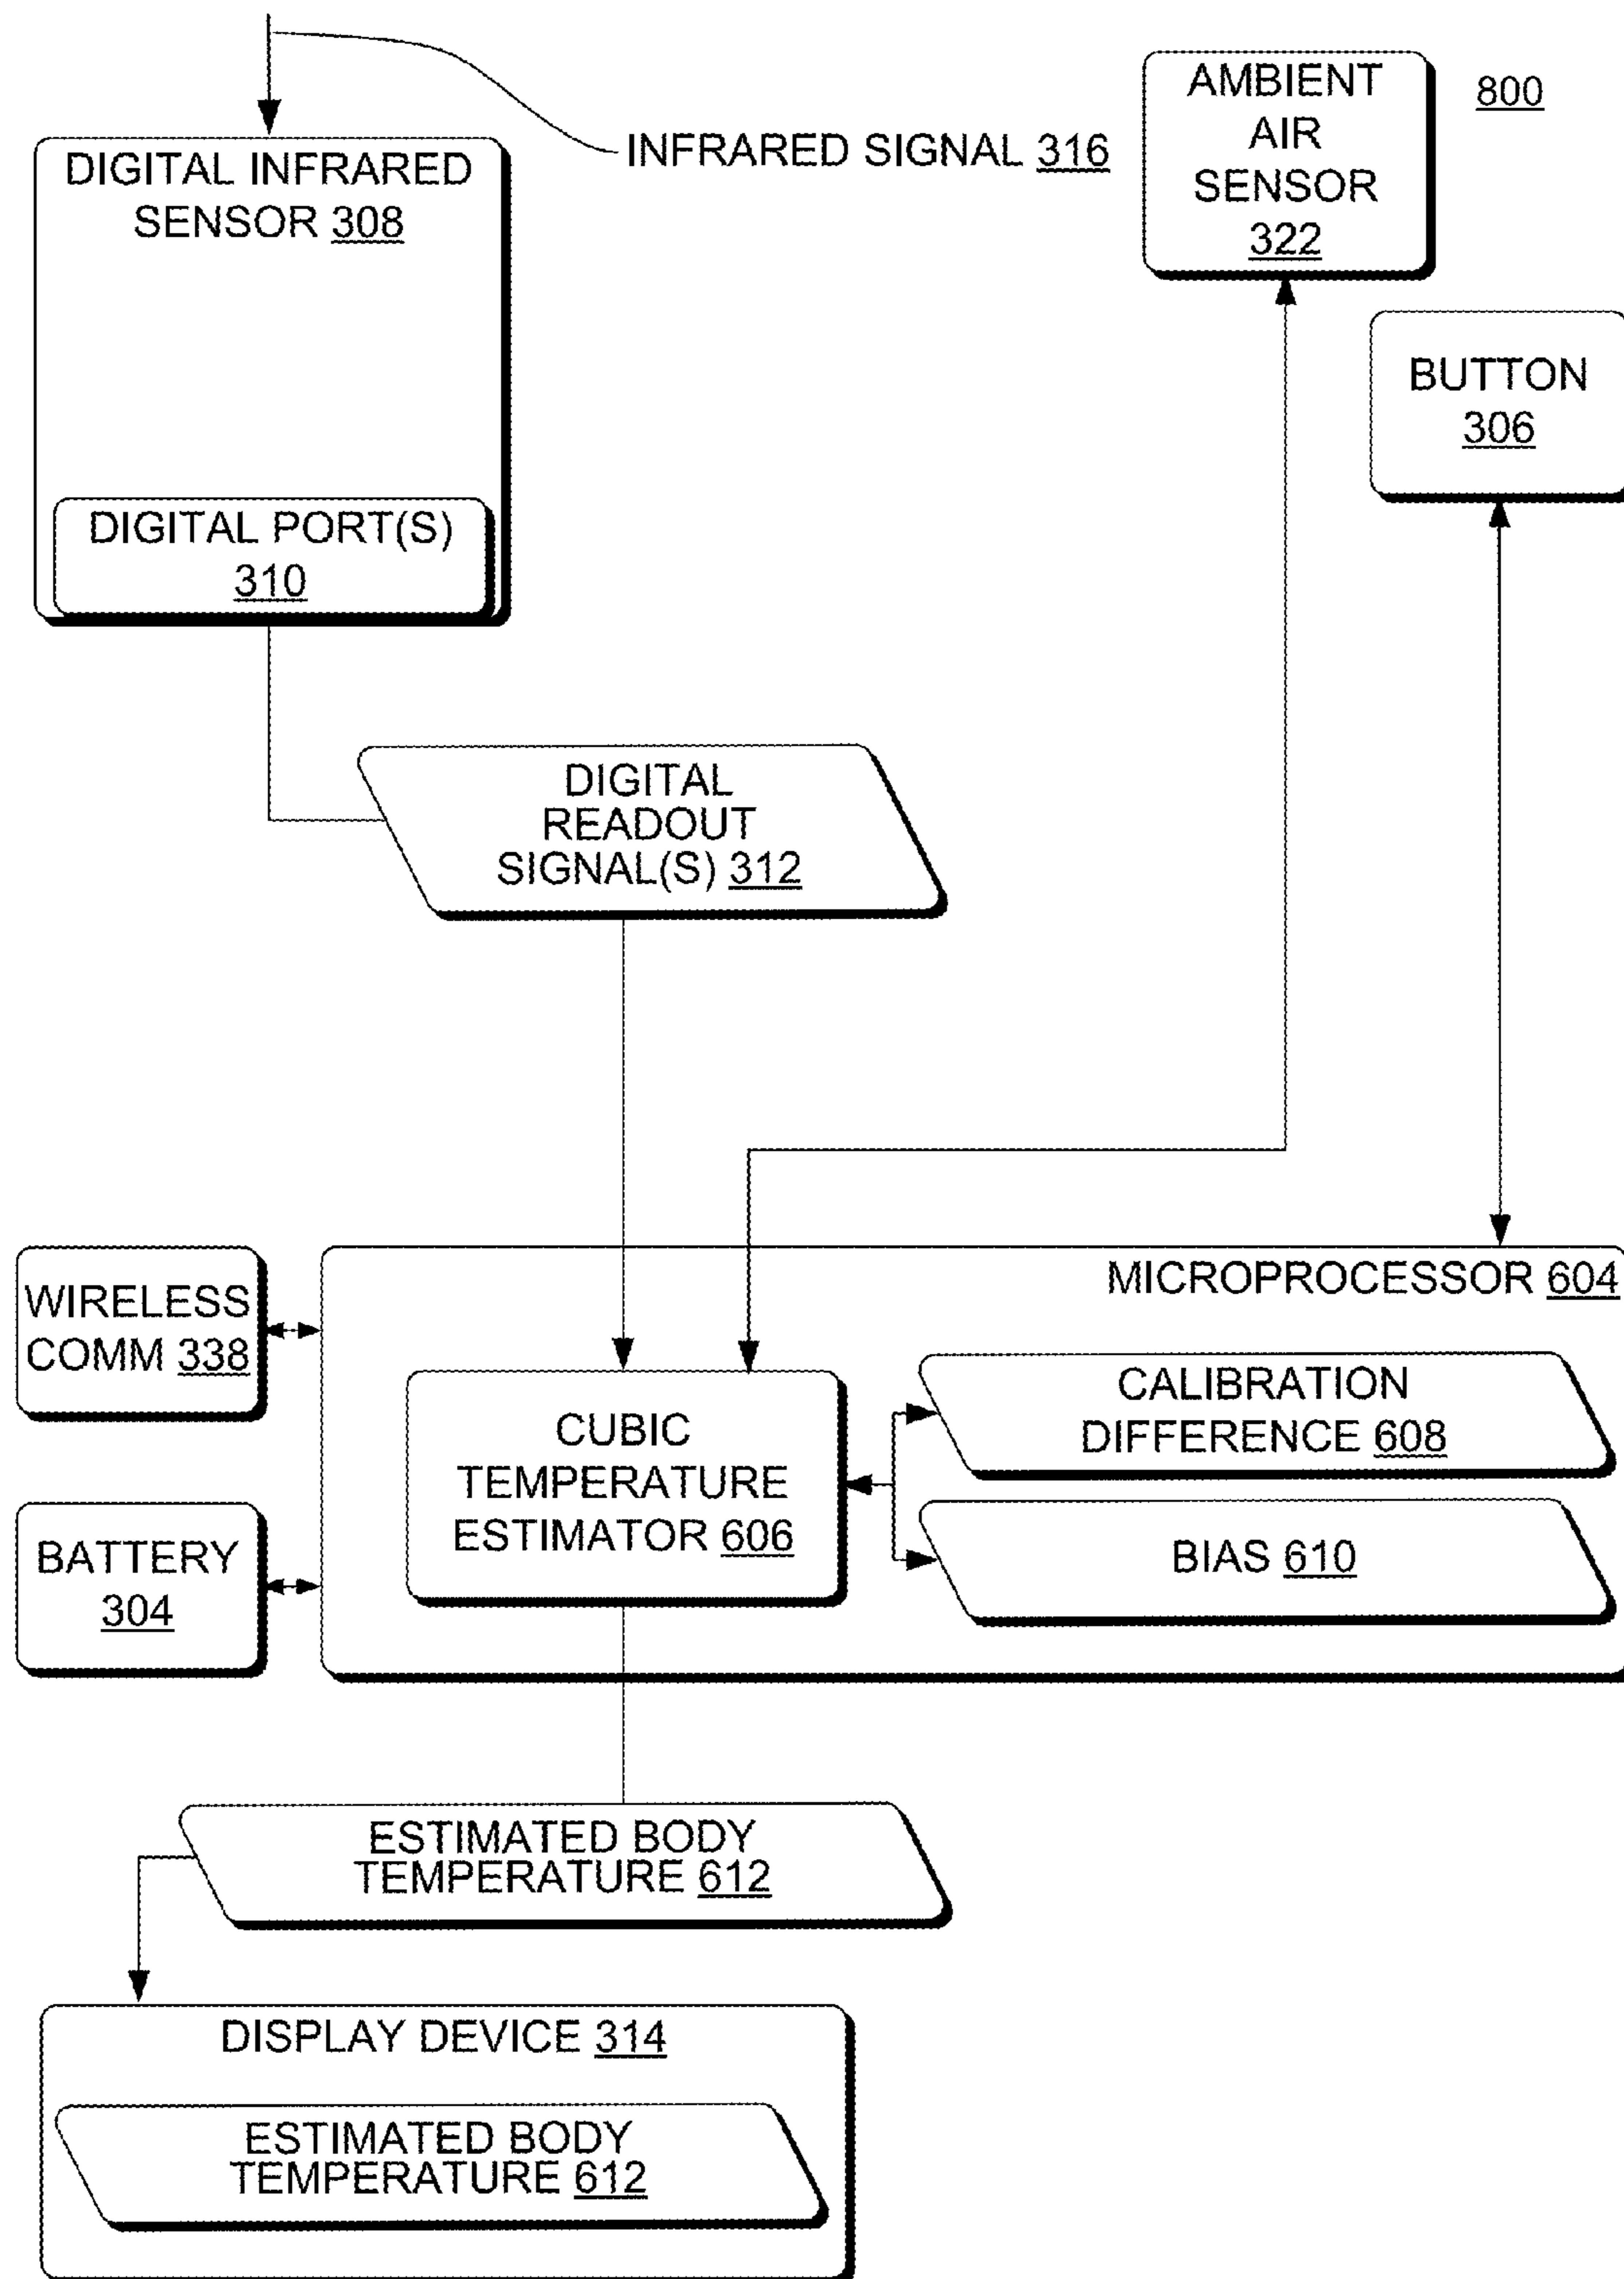 INFRARED SIGNAL 316
AMBIENT
AIR
SENSOR
322
800
DIGITAL INFRARED
SENSOR 308
BUTTON
306
DIGITAL PORT(S)
310
DIGITAL
READOUT
SIGNAL(S) 312
MICROPROCESSOR 604
WIRELESS
COMM 338
CUBIC
TEMPERATURE
ESTIMATOR 606
CALIBRATION
DIFFERENCE 608
BIAS 610
BATTERY
304
ESTIMATED BODY
TEMPERATURE 612
DISPLAY DEVICE 314
ESTIMATED BODY
TEMPERATURE 612